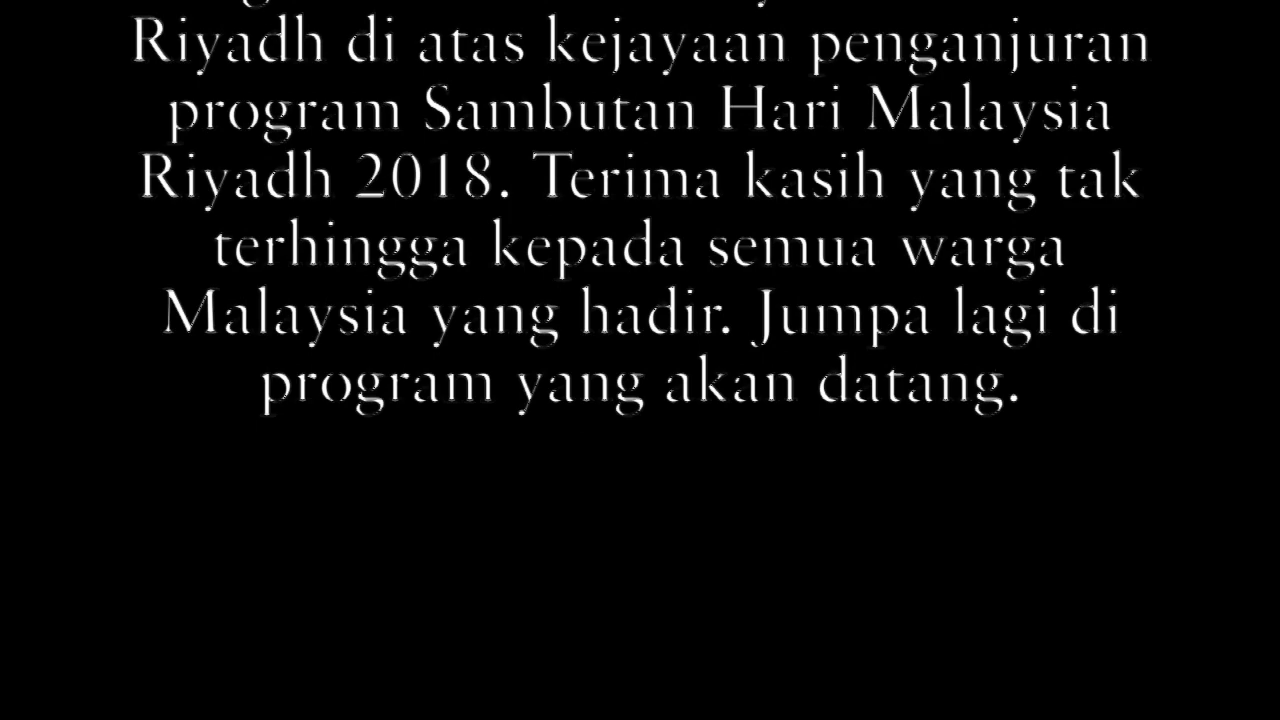 Riyadh di atas kejayaan penganjuran
program Sambutan Hari Malaysia
Riyadh 2018. Terima kasih yang tak
terhingga kepada semua warga
Malaysia yang hadir. Jumpa lagi di
program yang akan datang.